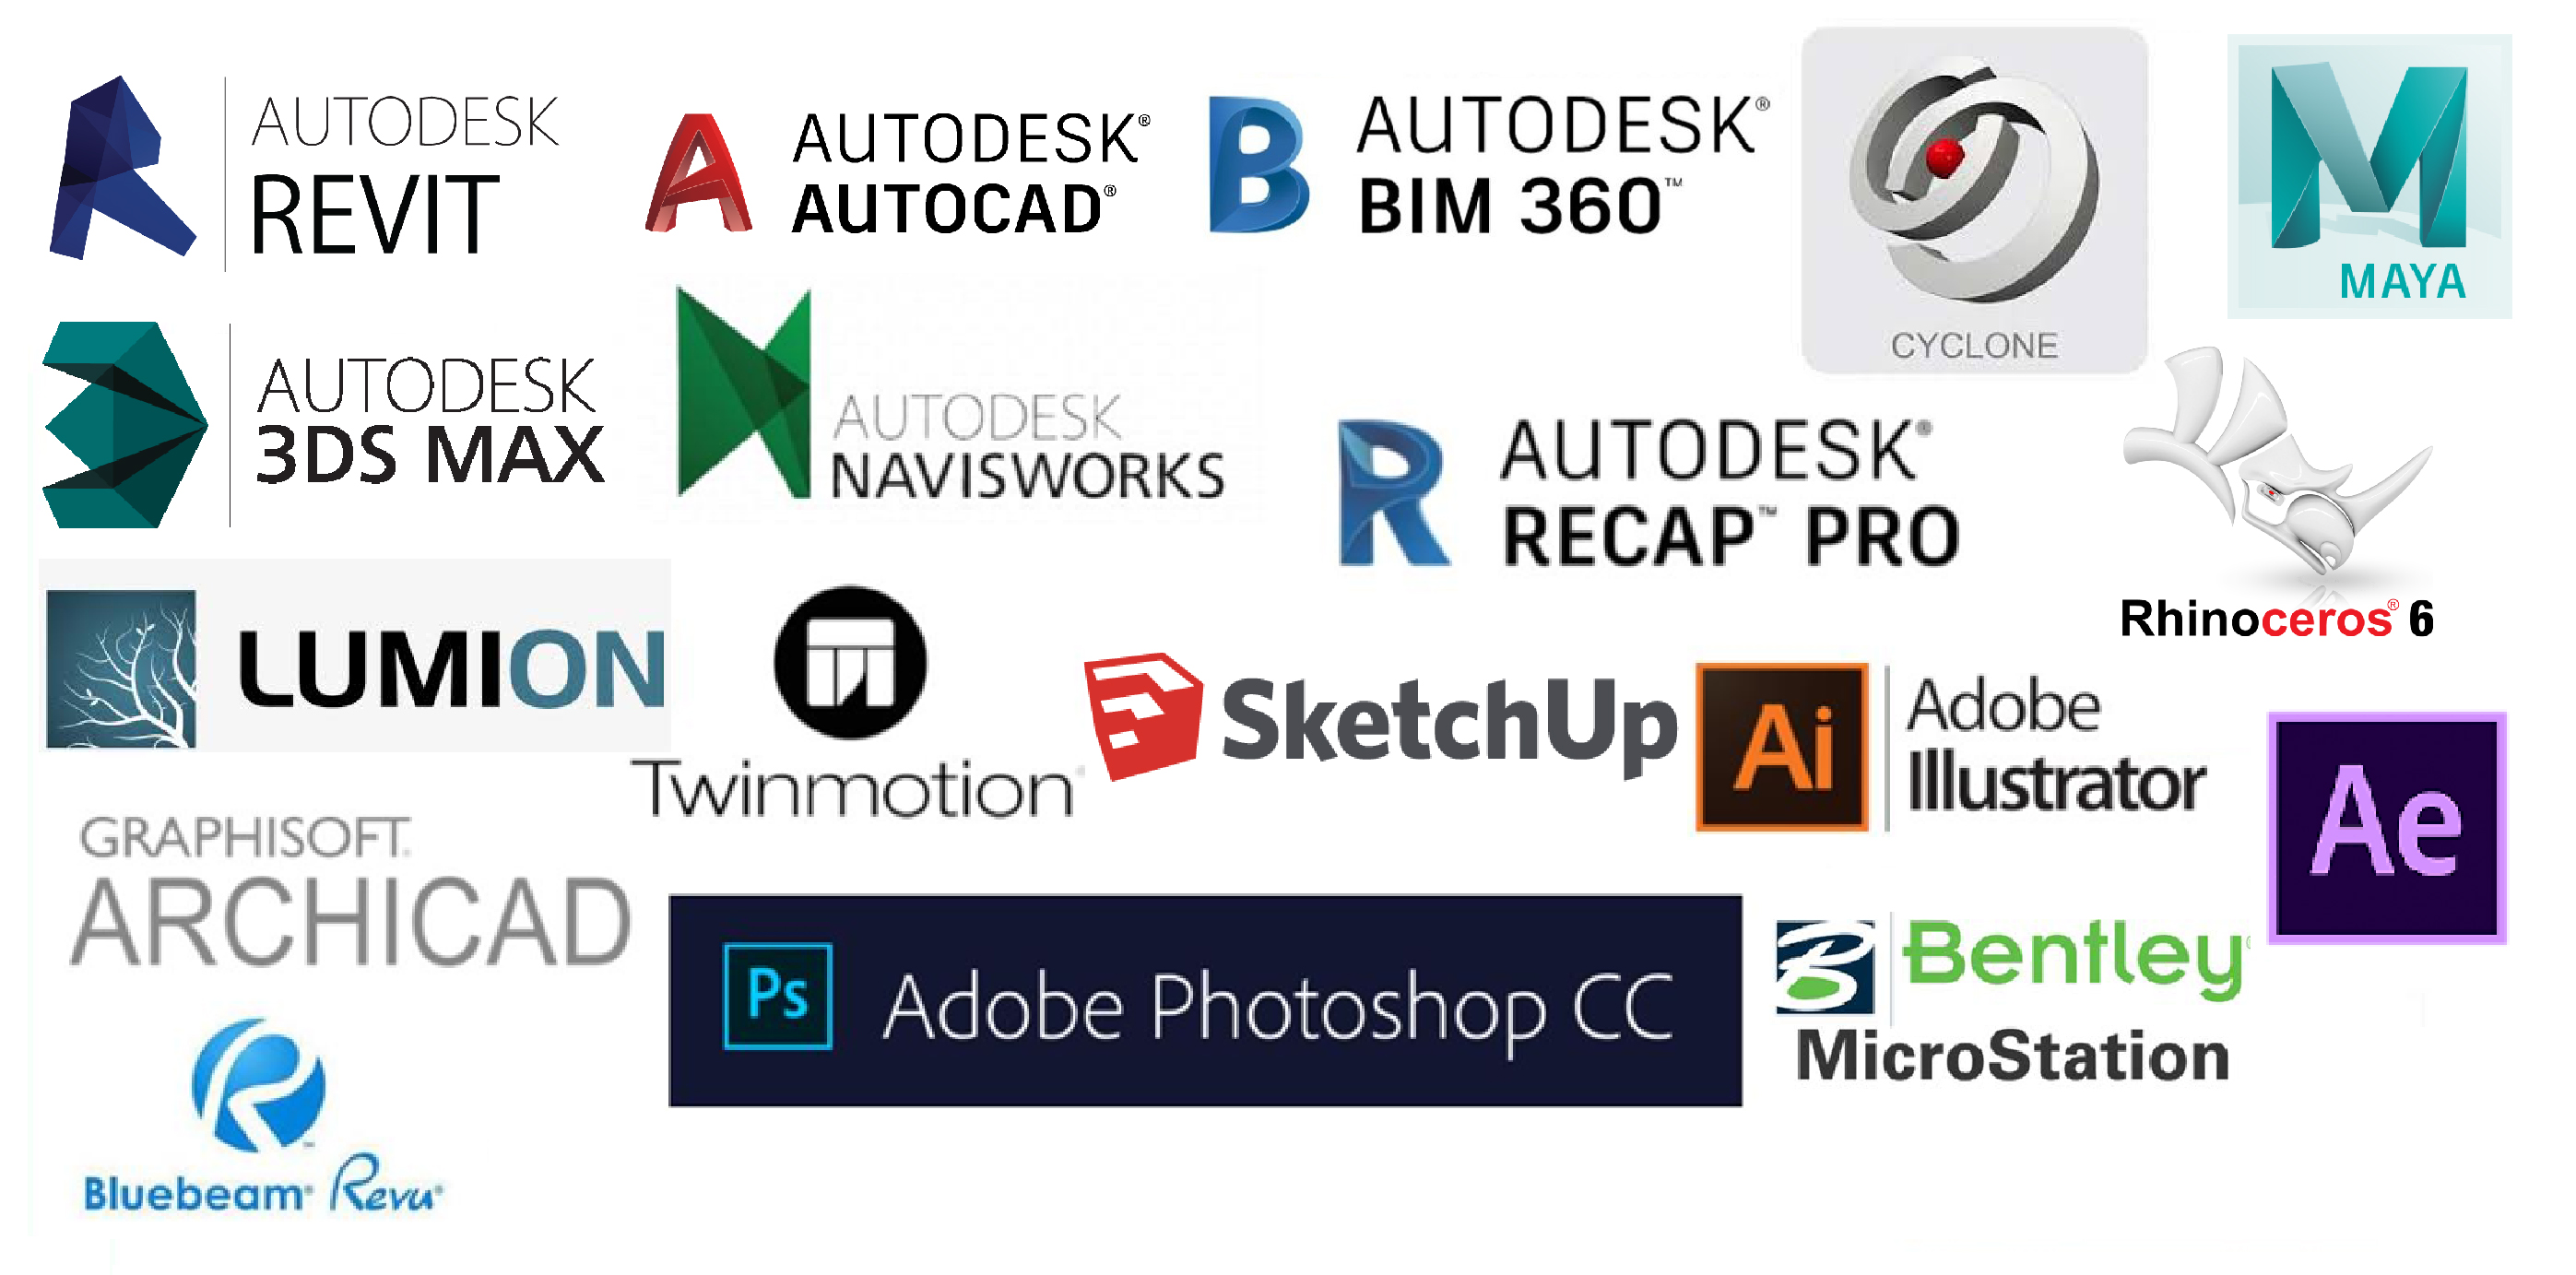 AUTODESK
REVIT
AUTODESK®
AUTOCAD®
AUTODESK®
BIM 360™
CYCLONE
MAYA
AUTODESK
3DS MAX
AUTODESK
NAVISWORKS
AUTODESK®
RECAP™ PRO
Rhinoceros® 6
LUMION
Twinmotion
SketchUp
Ai
Adobe
Illustrator
Ae
GRAPHISOFT.
ARCHICAD
Ps Adobe Photoshop CC
Bentley®
MicroStation
Bluebeam® Revu®